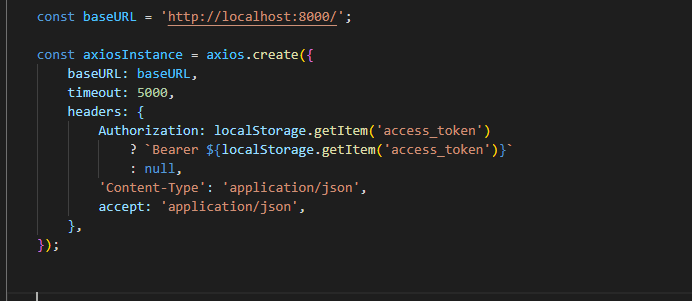 const baseURL = 'http://localhost:8000/';
const axiosInstance = axios.create({
baseURL: baseURL,
timeout: 5000,
headers: {
Authorization: localStorage.getItem('access_token')
? `Bearer ${localStorage.getItem('access_token')}`
: null,
'Content-Type': 'application/json',
accept: 'application/json',
},
});